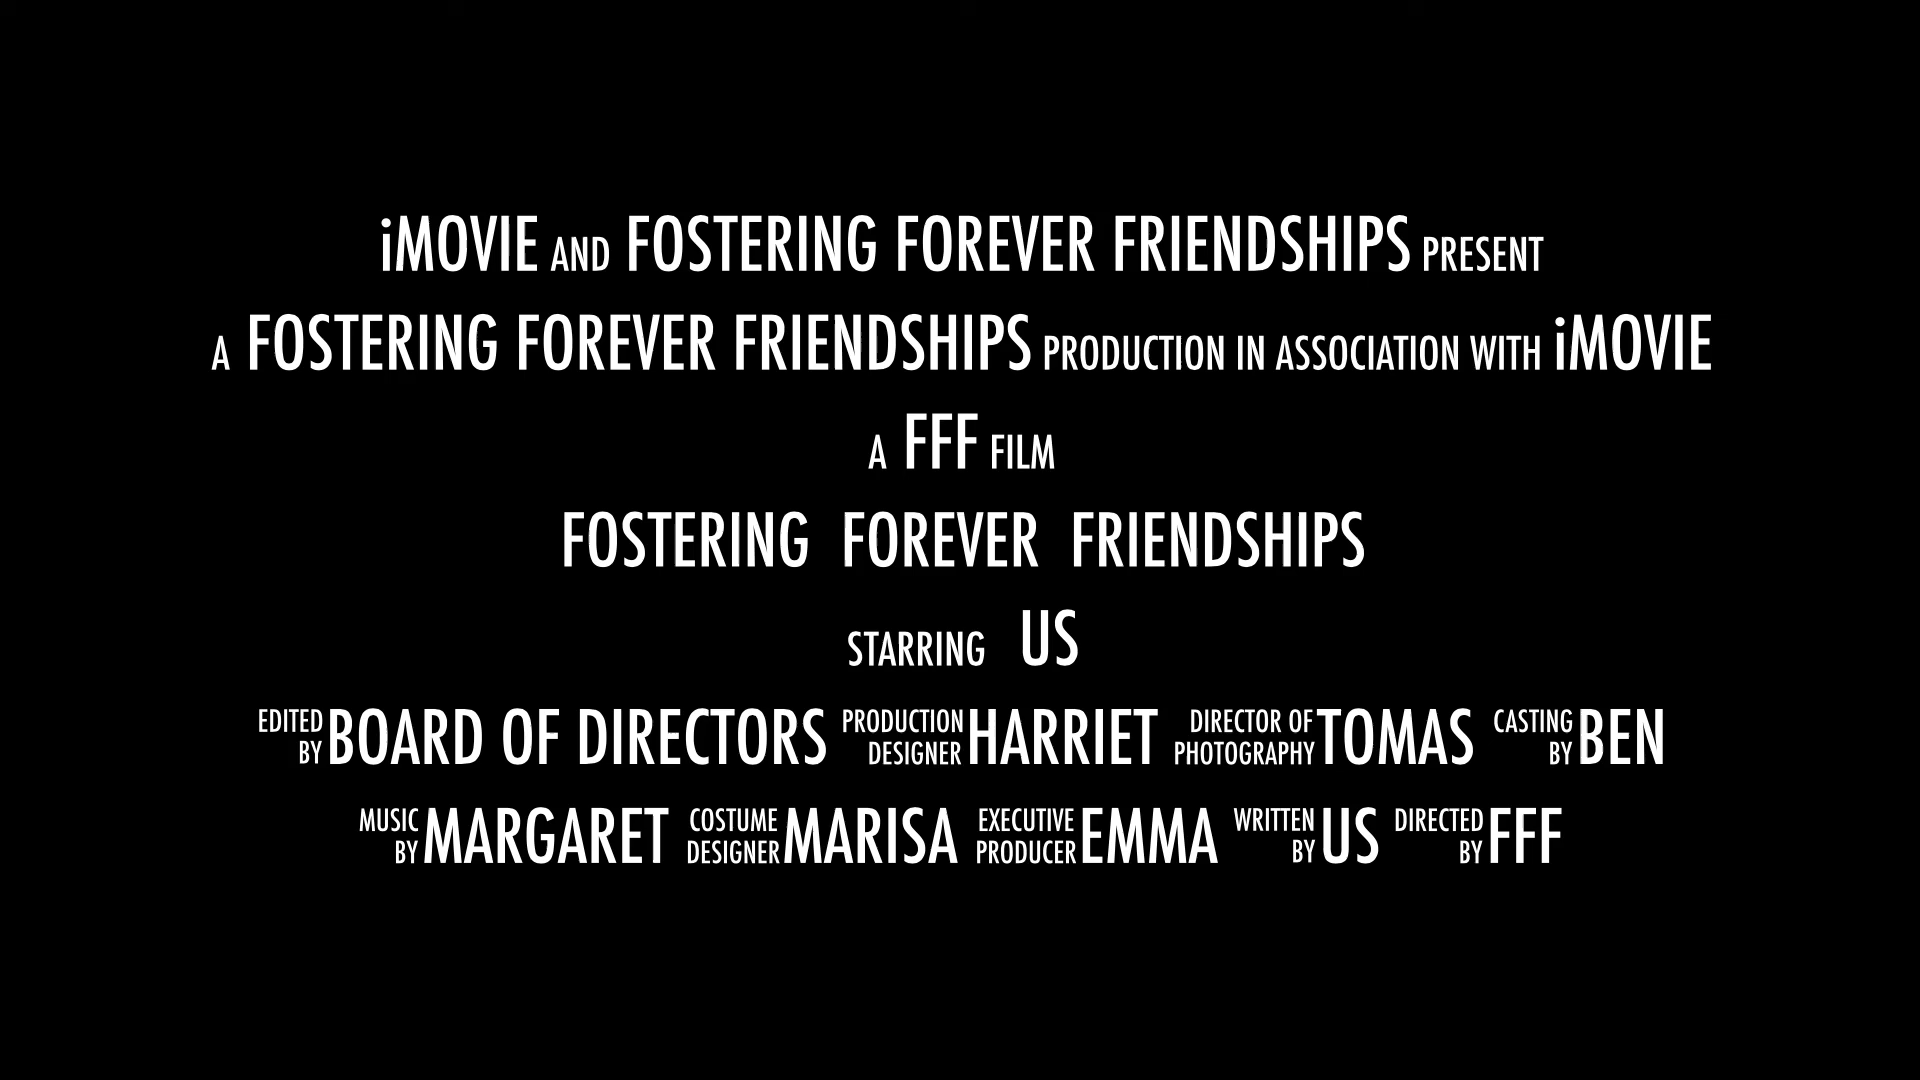 iMOVIE AND FOSTERING FOREVER FRIENDSHIPS PRESENT
A FOSTERING FOREVER FRIENDSHIPS PRODUCTION IN ASSOCIATION WITH iMOVIE
A FFF FILM
FOSTERING FOREVER FRIENDSHIPS
STARRING US
EDITED BY BOARD OF DIRECTORS PRODUCTION DESIGNER HARRIET DIRECTOR OF PHOTOGRAPHY TOMAS CASTING BY BEN
MUSIC BY MARGARET COSTUME DESIGNER MARISA EXECUTIVE PRODUCER EMMA WRITTEN BY US DIRECTED BY FFF